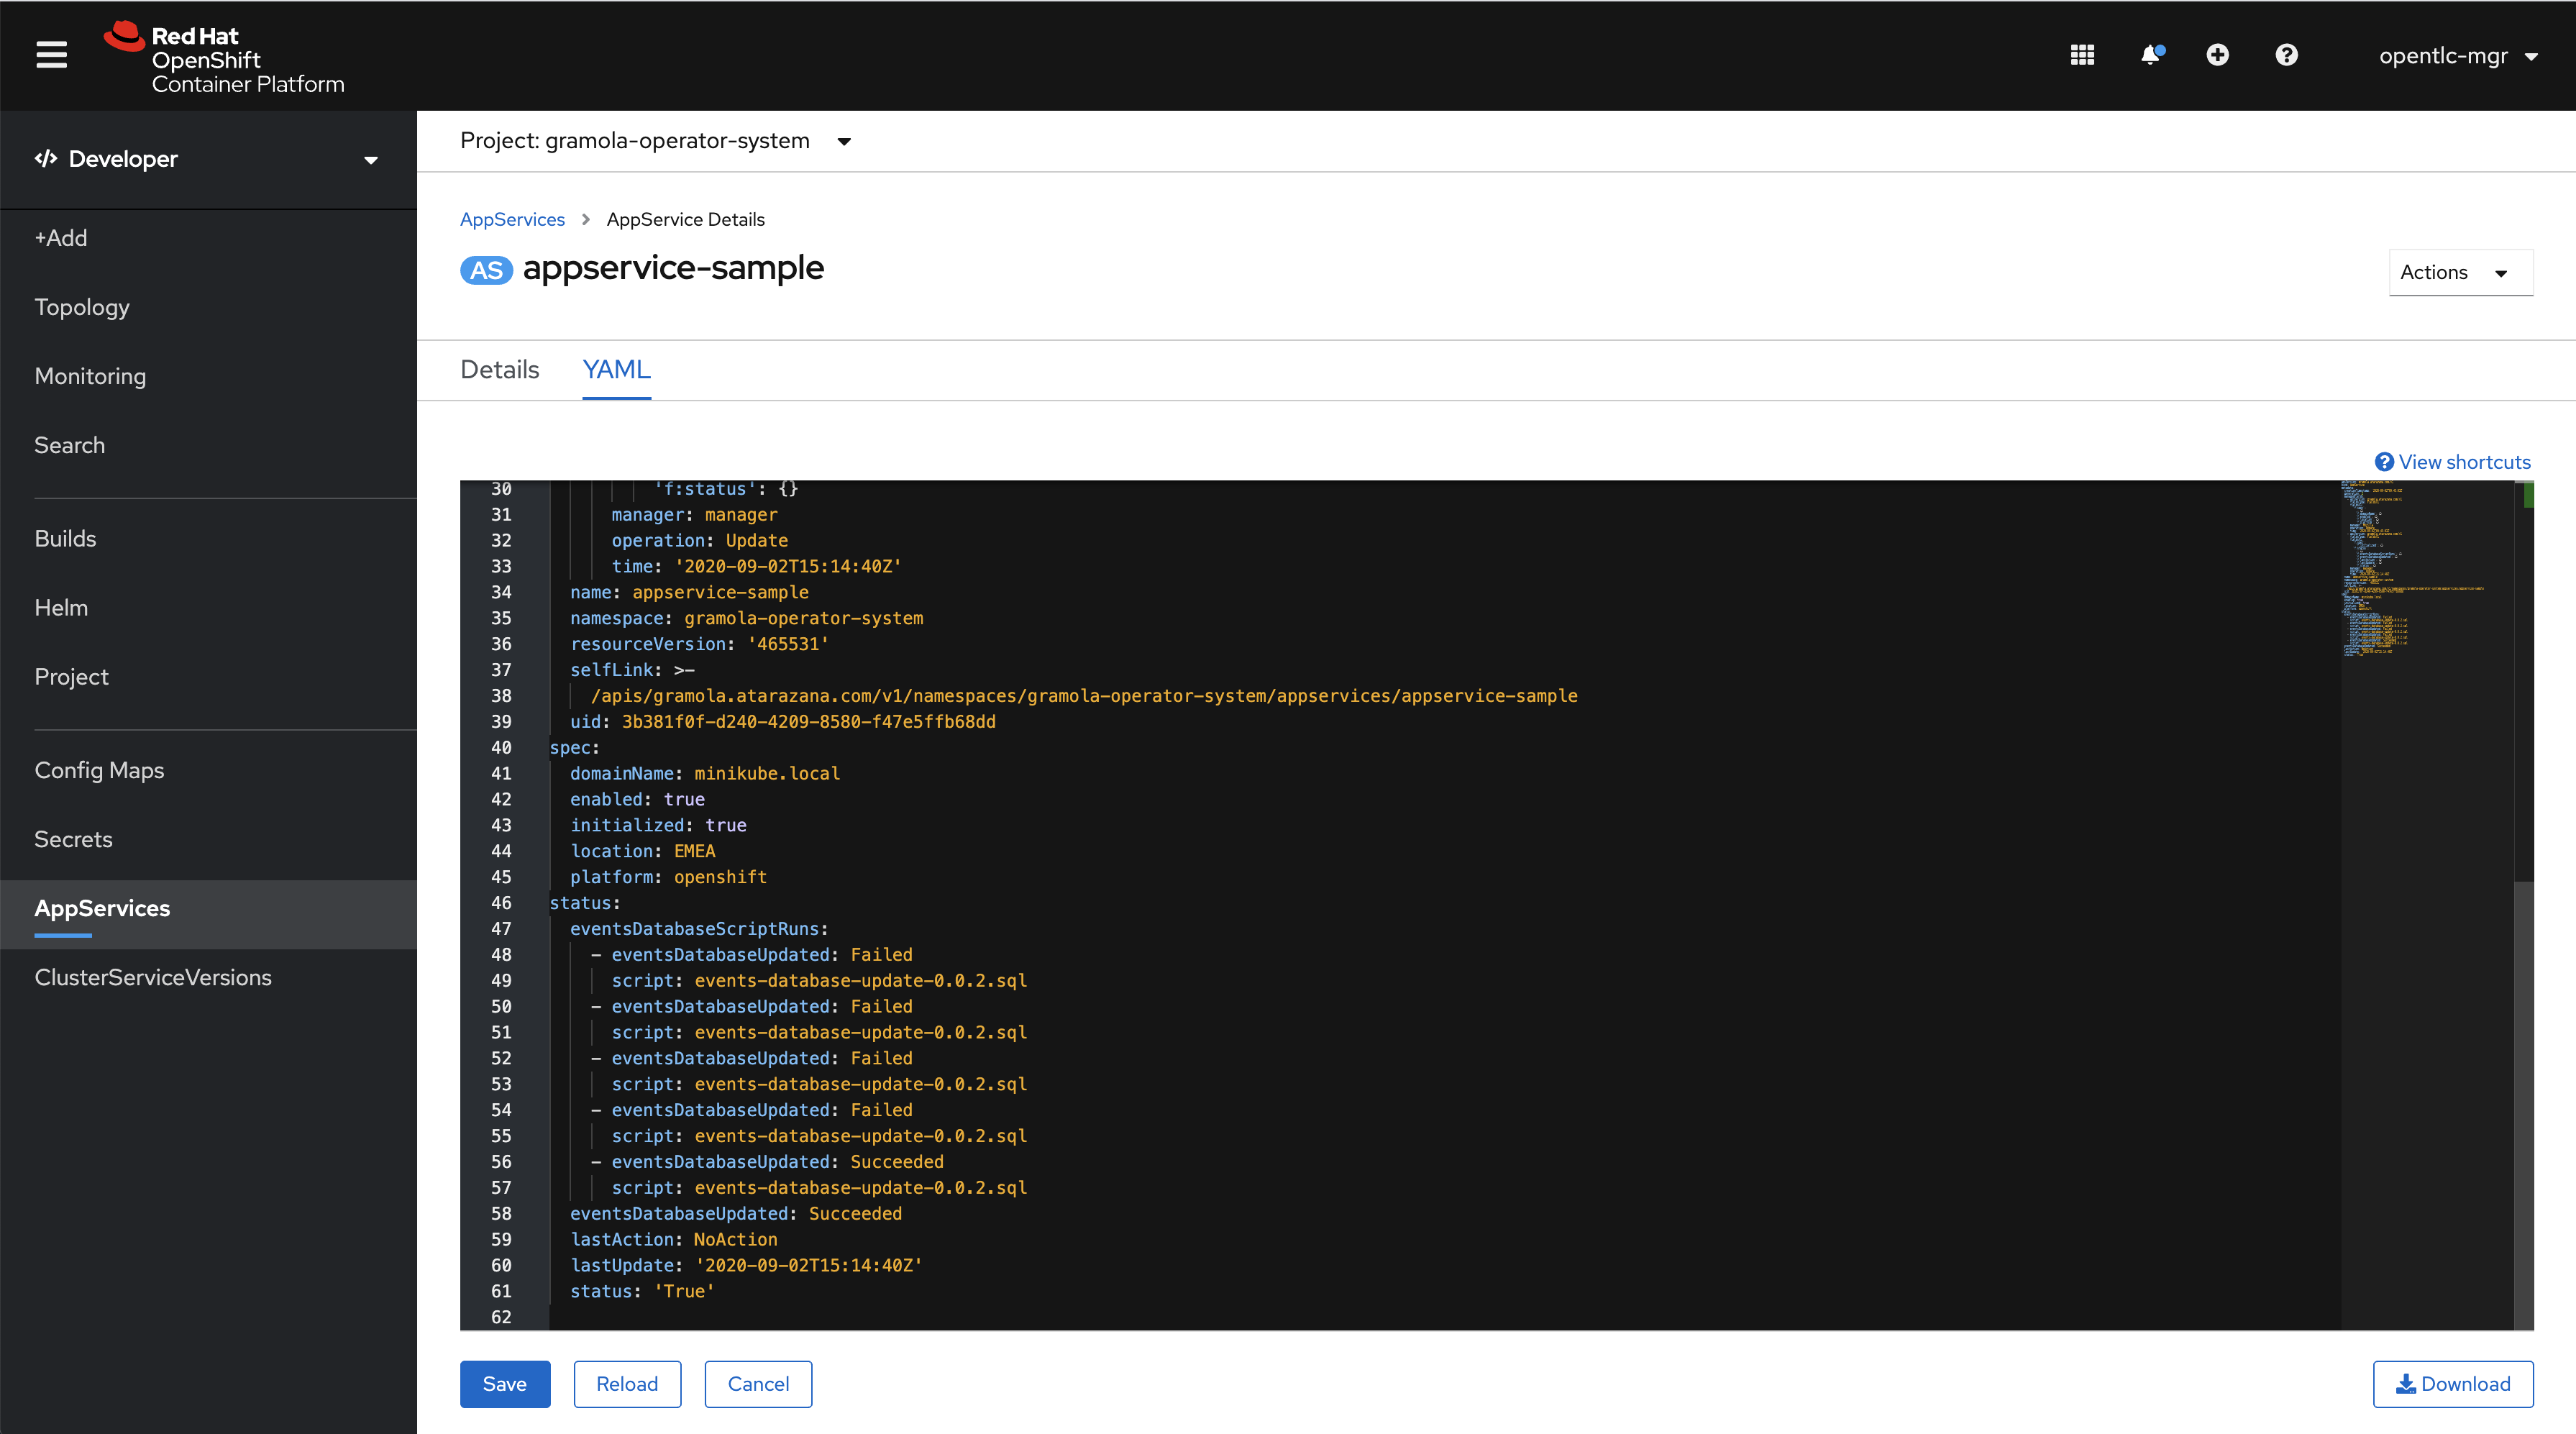 Red Hat
OpenShift
Container Platform
opentlc-mgr
Developer
+Add
Topology
Monitoring
Search
Builds
Helm
Project
Config Maps
Secrets
AppServices
ClusterServiceVersions
Project: gramola-operator-system
AppServices > AppService Details
AS appservice-sample
Actions
Details YAML
View shortcuts
30 'f:status': {}
31 manager: manager
32 operation: Update
33 time: '2020-09-02T15:14:40Z'
34 name: appservice-sample
35 namespace: gramola-operator-system
36 resourceVersion: '465531'
37 selfLink: >-
38 /apis/gramola.atarazana.com/v1/namespaces/gramola-operator-system/appservices/appservice-sample
39 uid: 3b381f0f-d240-4209-8580-f47e5ffb68dd
40 spec:
41 domainName: minikube.local
42 enabled: true
43 initialized: true
44 location: EMEA
45 platform: openshift
46 status:
47 eventsDatabaseScriptRuns:
48 - eventsDatabaseUpdated: Failed
49 script: events-database-update-0.0.2.sql
50 - eventsDatabaseUpdated: Failed
51 script: events-database-update-0.0.2.sql
52 - eventsDatabaseUpdated: Failed
53 script: events-database-update-0.0.2.sql
54 - eventsDatabaseUpdated: Failed
55 script: events-database-update-0.0.2.sql
56 - eventsDatabaseUpdated: Succeeded
57 script: events-database-update-0.0.2.sql
58 eventsDatabaseUpdated: Succeeded
59 lastAction: NoAction
60 lastUpdate: '2020-09-02T15:14:40Z'
61 status: 'True'
62
Save Reload Cancel Download